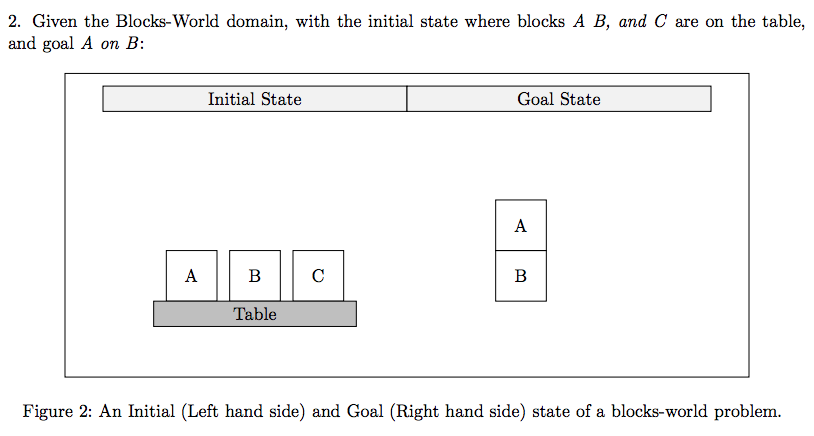 2. Given the Blocks-World domain, with the initial state where blocks A B, and C are on the table,
and goal A on B:
Initial State
Goal State
A
B
A
B
C
Table
Figure 2: An Initial (Left hand side) and Goal (Right hand side) state of a blocks-world problem.